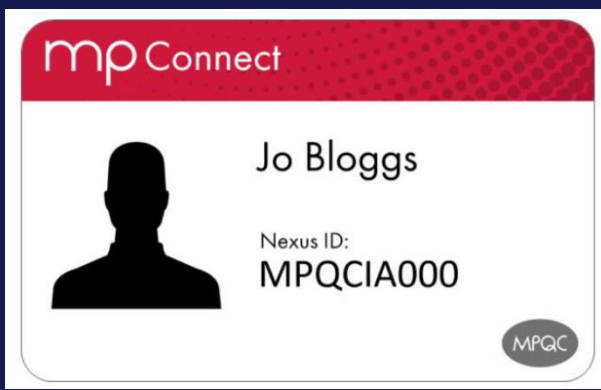 mp Connect
Jo Bloggs
Nexus ID:
MPQCIA000
MPQC